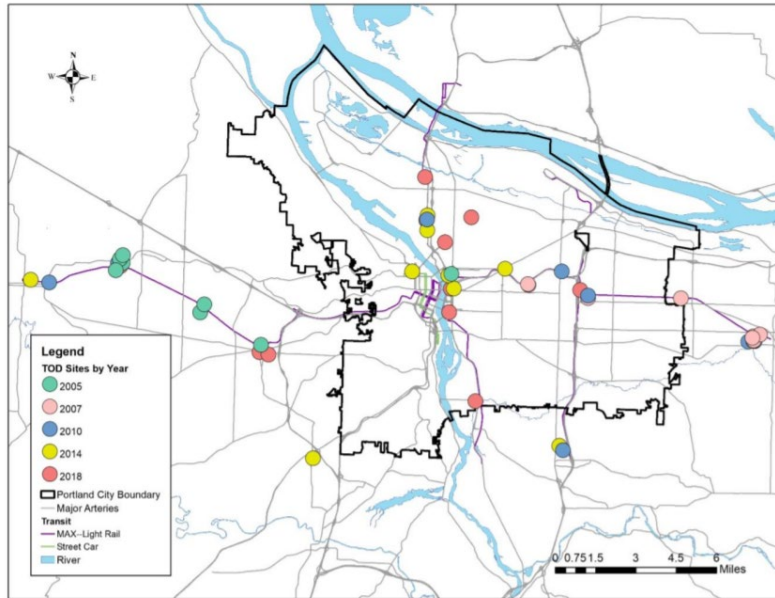 N
W E
S
Legend
TOD Sites by Year
2005
2007
2010
2014
2018
Portland City Boundary
Major Arteries
Transit
MAX--Light Rail
Street Car
River
0 0.75 1.5 3 4.5 6
Miles